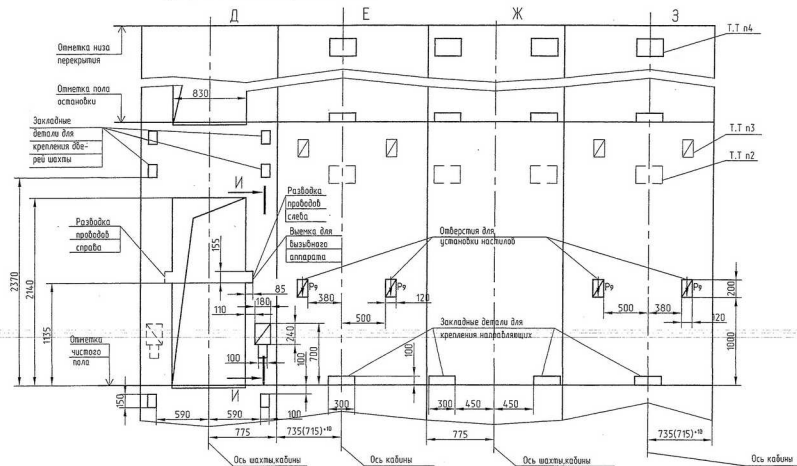 Д
Е
Ж
З
Отметка низа
перекрытия
Т.Т п4
Отметка пола
остановки
830
Закладные
детали для
крепления две-
рей шахты
Т.Т п3
Т.Т п2
И
Разводка
проводов
слева
Выемка для
вызывного
аппарата
Разводка
проводов
справа
155
Отверстия для
установки настилов
2370
2140
1135
85
180
110
240
700
100
100
Р9
Р9
Р9
Р9
380
120
500
500
380
120
200
1000
Закладные детали для
крепления направляющих
100
Отметка
чистого
пола
И
150
590
590
100
300
300
450
450
775
735(715)⁺¹⁰
775
735(715)⁺¹⁰
Ось шахты,кабины
Ось кабины
Ось шахты,кабины
Ось кабины